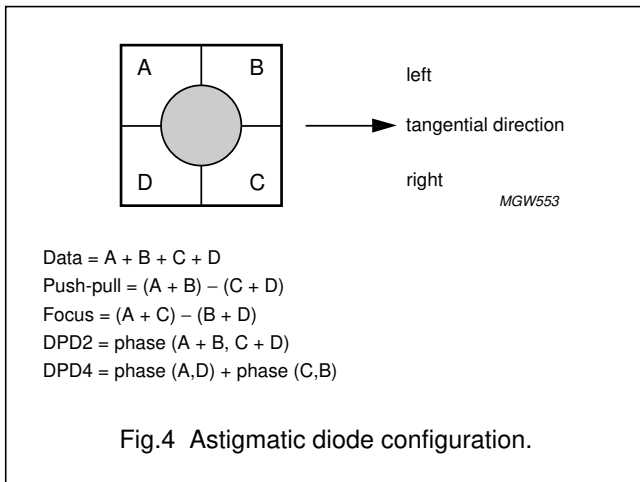 A B
left
tangential direction
D C
right
MGW553
Data = A + B + C + D
Push-pull = (A + B) − (C + D)
Focus = (A + C) − (B + D)
DPD2 = phase (A + B, C + D)
DPD4 = phase (A,D) + phase (C,B)
Fig.4 Astigmatic diode configuration.